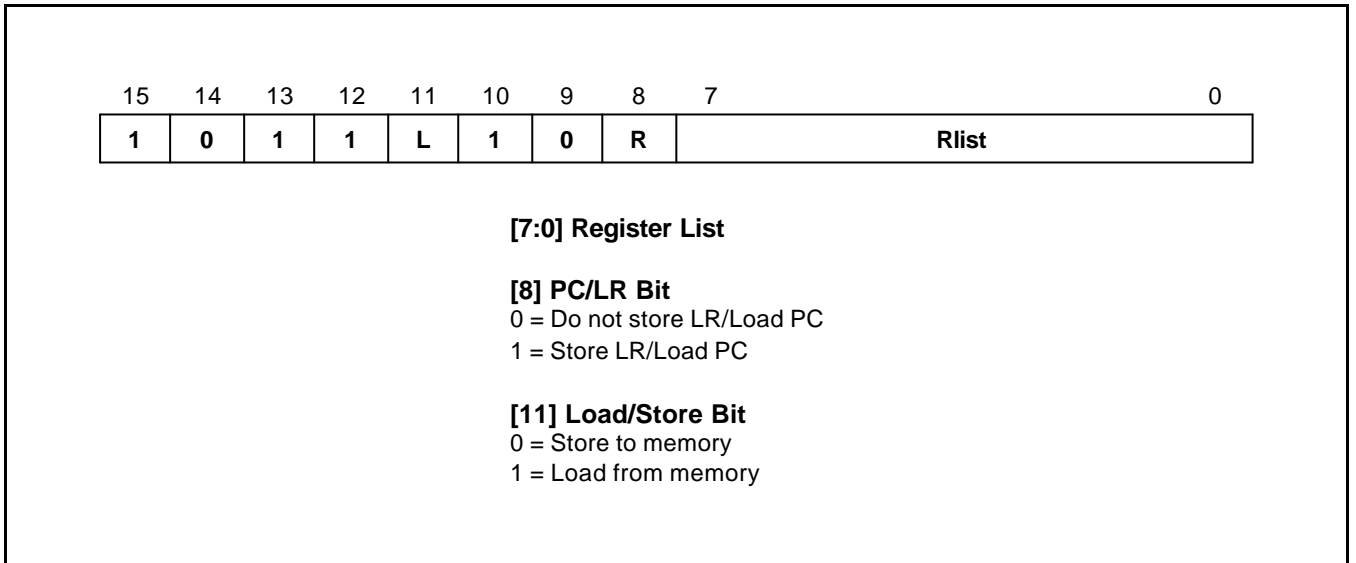 15 14 13 12 11 10 9 8 7 0
1 0 1 1 L 1 0 R Rlist
[7:0] Register List
[8] PC/LR Bit
0 = Do not store LR/Load PC
1 = Store LR/Load PC
[11] Load/Store Bit
0 = Store to memory
1 = Load from memory